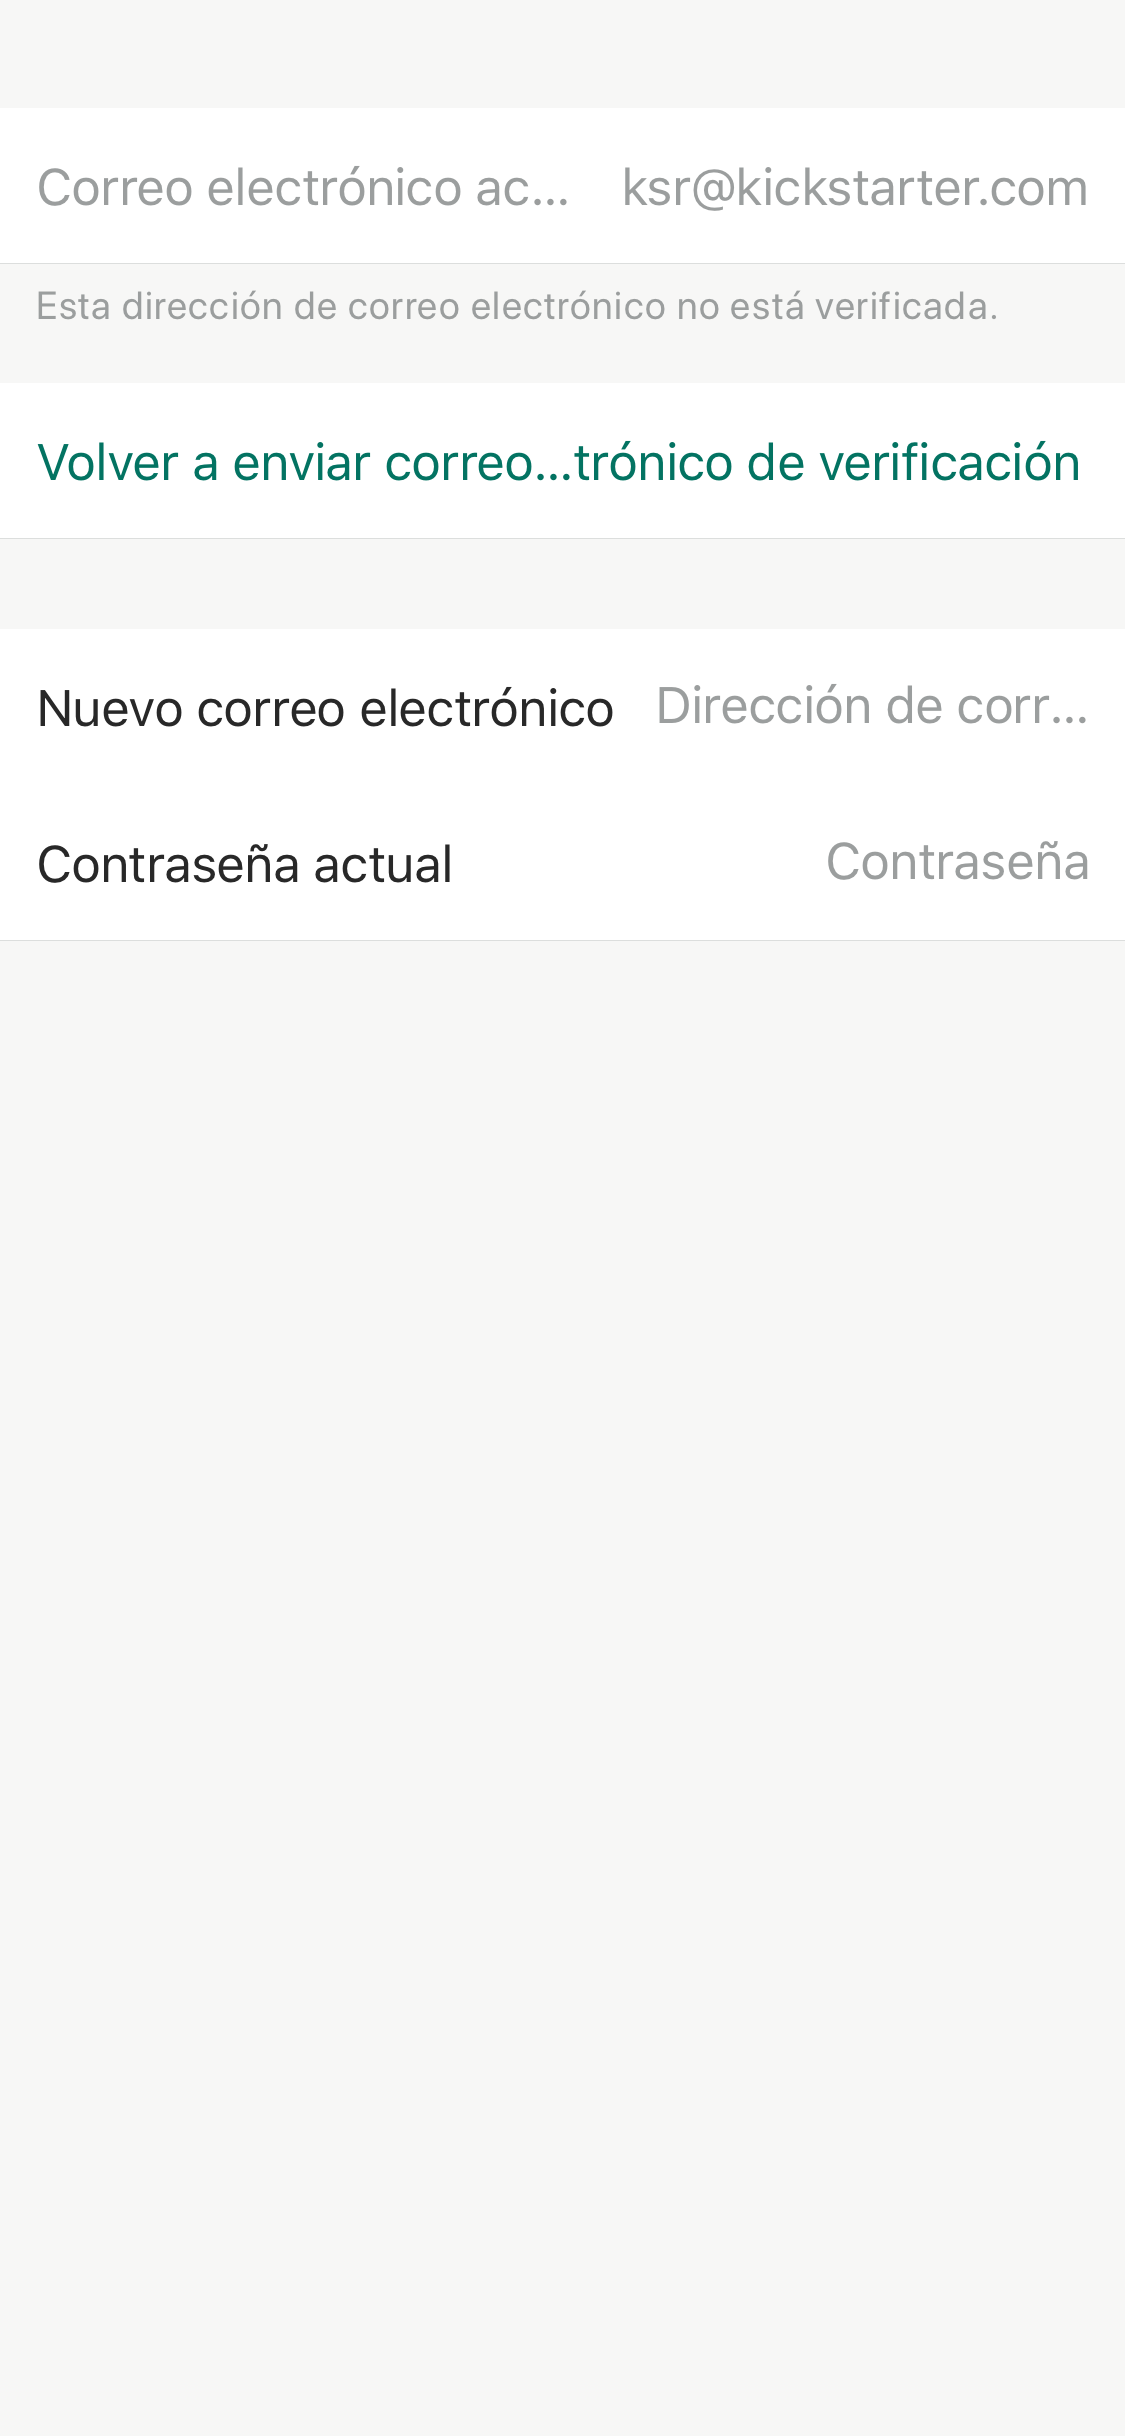 Correo electrónico ac... ksr@kickstarter.com
Esta dirección de correo electrónico no está verificada.
Volver a enviar correo...trónico de verificación
Nuevo correo electrónico Dirección de corr...
Contraseña actual Contraseña